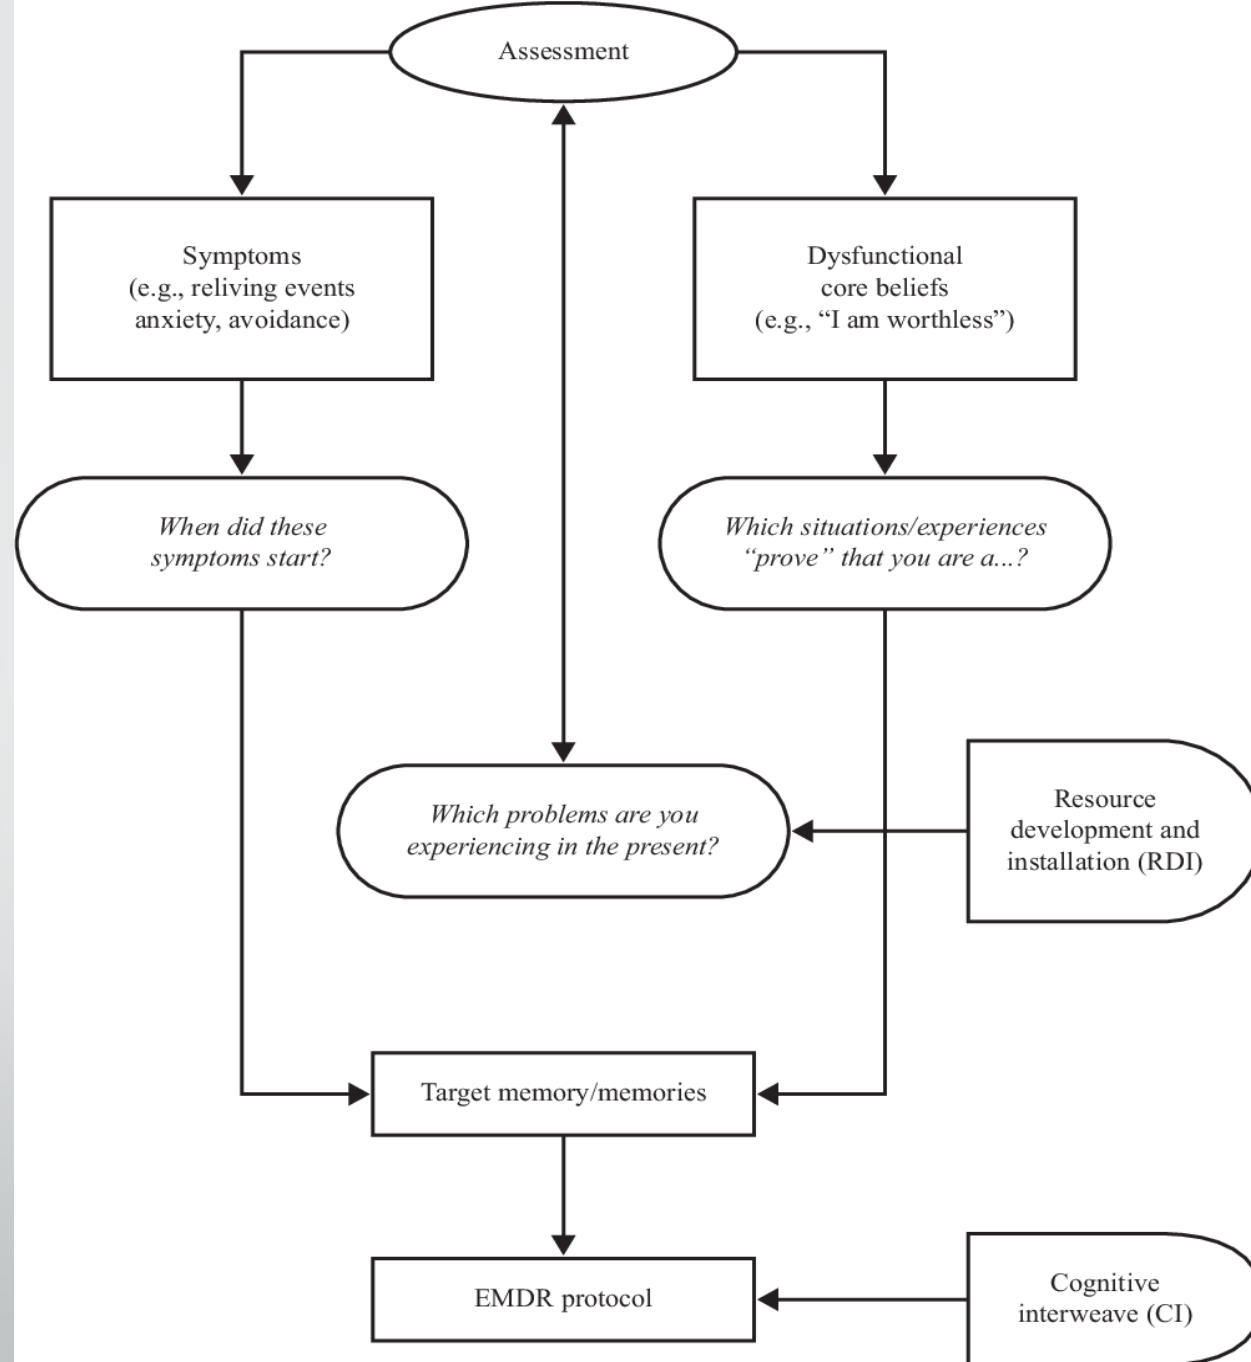 Assessment
Symptoms
(e.g., reliving events
anxiety, avoidance)
Dysfunctional
core beliefs
(e.g., “I am worthless”)
When did these
symptoms start?
Which situations/experiences
“prove” that you are a...?
Which problems are you
experiencing in the present?
Resource
development and
installation (RDI)
Target memory/memories
EMDR protocol
Cognitive
interweave (CI)